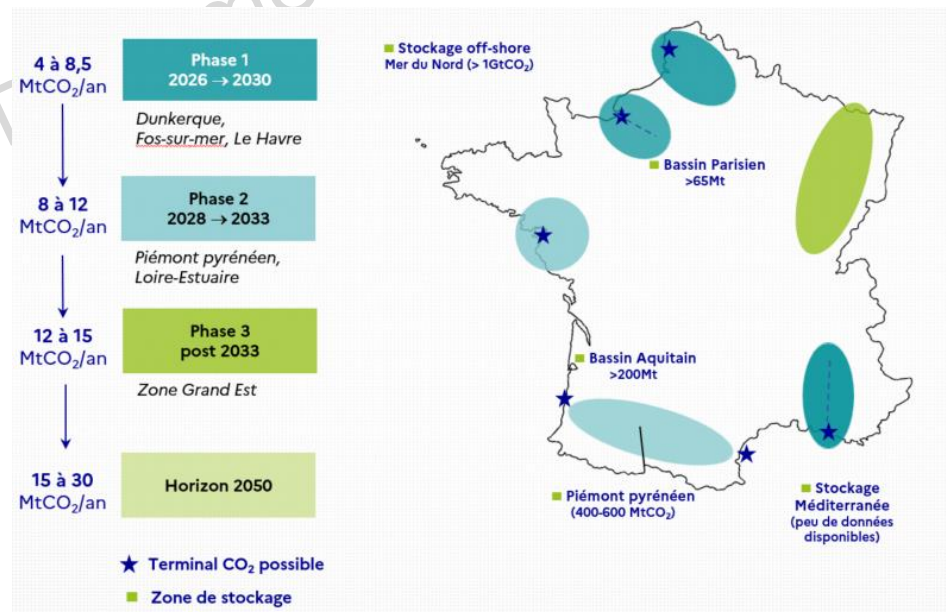 4 à 8,5
MtCO₂/an
Phase 1
2026 → 2030
Dunkerque,
Fos-sur-mer, Le Havre
8 à 12
MtCO₂/an
Phase 2
2028 → 2033
Piémont pyrénéen,
Loire-Estuaire
12 à 15
MtCO₂/an
Phase 3
post 2033
Zone Grand Est
15 à 30
MtCO₂/an
Horizon 2050
Terminal CO₂ possible
Zone de stockage
Stockage off-shore
Mer du Nord (> 1GtCO₂)
Bassin Parisien
>65Mt
Bassin Aquitain
>200Mt
Piémont pyrénéen
(400-600 MtCO₂)
Stockage
Méditerranée
(peu de données
disponibles)